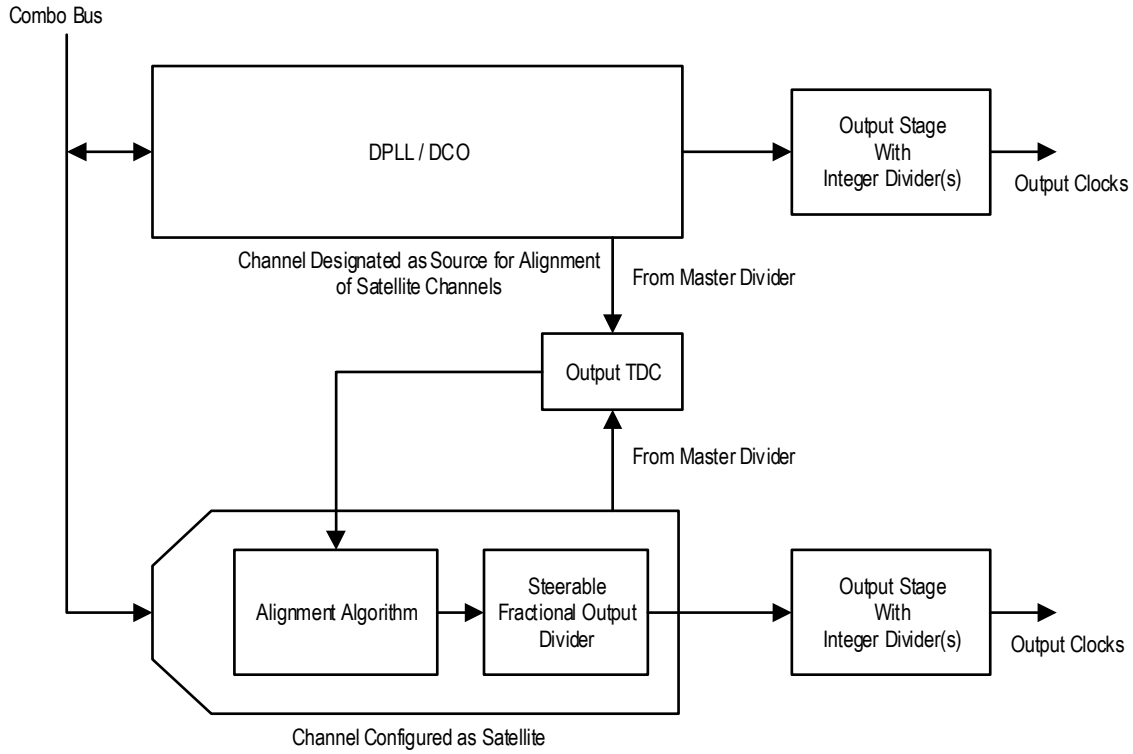 Combo Bus
DPLL / DCO
Output Stage
With
Integer Divider(s)
Output Clocks
Channel Designated as Source for Alignment
of Satellite Channels
From Master Divider
Output TDC
From Master Divider
Alignment Algorithm
Steerable
Fractional Output
Divider
Output Stage
With
Integer Divider(s)
Output Clocks
Channel Configured as Satellite